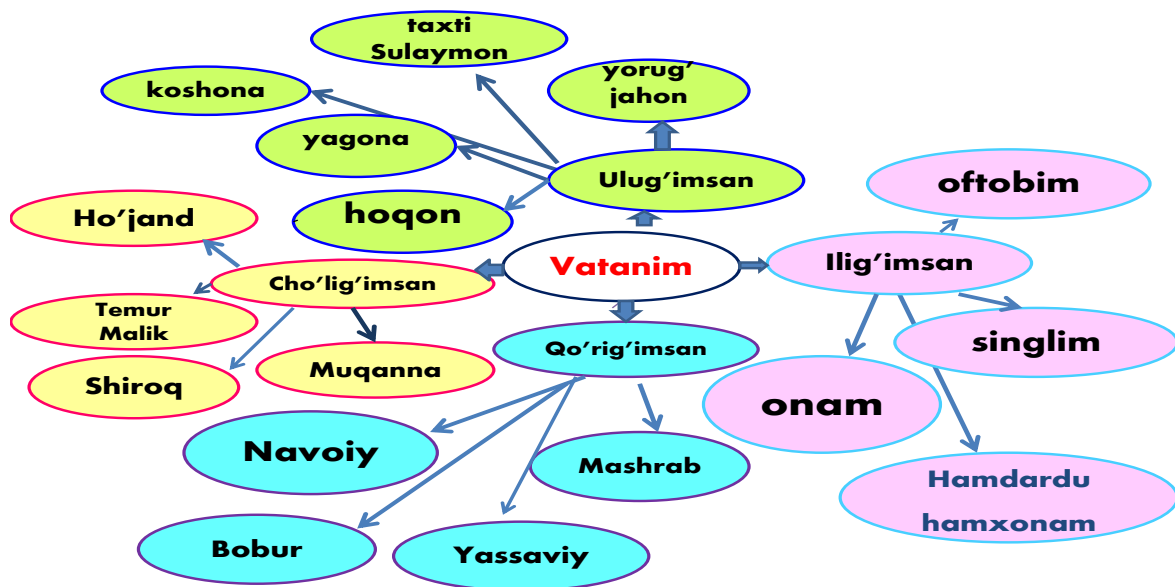 taxti
Sulaymon
yorug’
jahon
koshona
yagona
Ulug’imsan
hoqon
oftobim
Ho’jand
Vatanim
Ilig’imsan
Cho’lig’imsan
Temur
Malik
singlim
Qo’rig’imsan
Shiroq
Muqanna
onam
Navoiy
Mashrab
Hamdardu
hamxonam
Bobur
Yassaviy